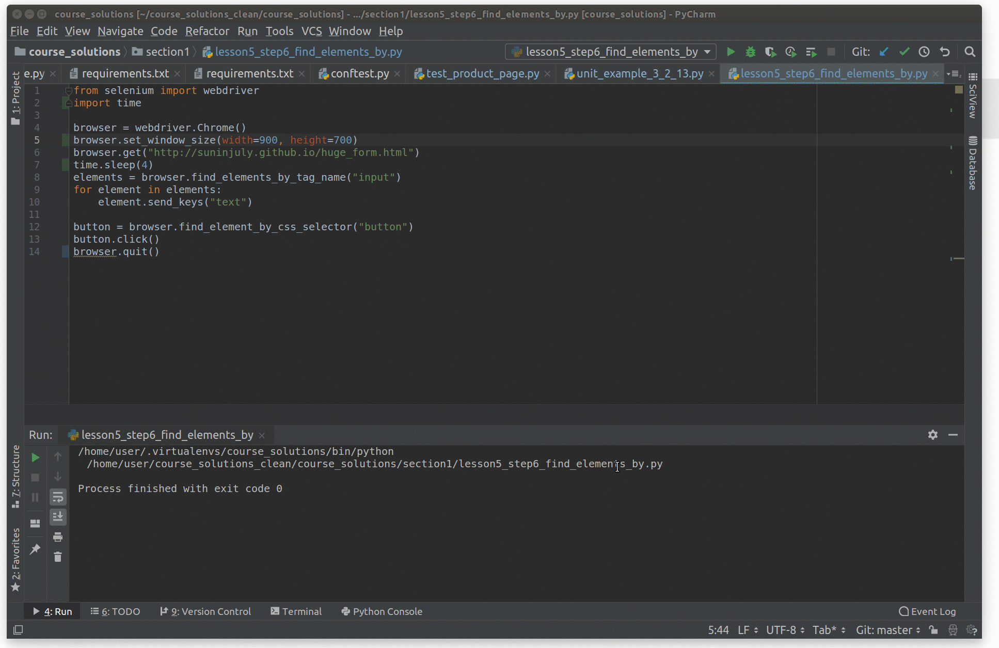 course_solutions [~/course_solutions_clean/course_solutions] - .../section1/lesson5_step6_find_elements_by.py [course_solutions] - PyCharm
File Edit View Navigate Code Refactor Run Tools VCS Window Help
course_solutions section1 lesson5_step6_find_elements_by.py lesson5_step6_find_elements_by Git:
e.py requirements.txt requirements.txt conftest.py test_product_page.py unit_example_3_2_13.py lesson5_step6_find_elements_by.py
1: Project
SciView
Database
1 from selenium import webdriver
2 import time
3
4 browser = webdriver.Chrome()
5 browser.set_window_size(width=900, height=700)
6 browser.get("http://suninjuly.github.io/huge_form.html")
7 time.sleep(4)
8 elements = browser.find_elements_by_tag_name("input")
9 for element in elements:
10     element.send_keys("text")
11
12 button = browser.find_element_by_css_selector("button")
13 button.click()
14 browser.quit()
Run: lesson5_step6_find_elements_by
7: Structure
2: Favorites
/home/user/.virtualenvs/course_solutions/bin/python
/home/user/course_solutions_clean/course_solutions/section1/lesson5_step6_find_elements_by.py
Process finished with exit code 0
4: Run 6: TODO 9: Version Control Terminal Python Console Event Log
5:44 LF UTF-8 Tab* Git: master